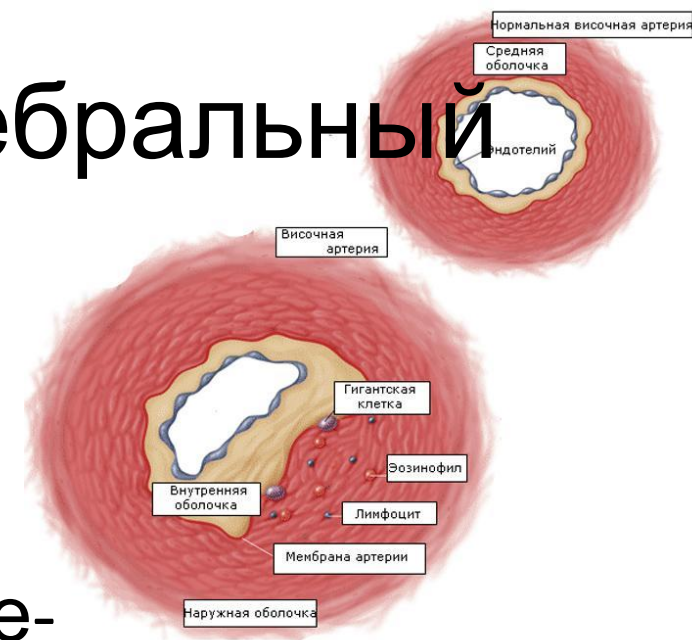 Нормальная височная артерия
Средняя
оболочка
ебральный
Эндотелий
Височная
артерия
Гигантская
клетка
Эозинофил
Внутренняя
оболочка
Лимфоцит
Мембрана артерии
Наружная оболочка
е-